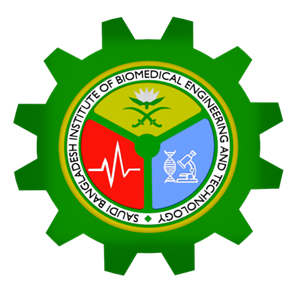 SAUDI BANGLADESH INSTITUTE OF BIOMEDICAL ENGINEERING AND TECHNOLOGY